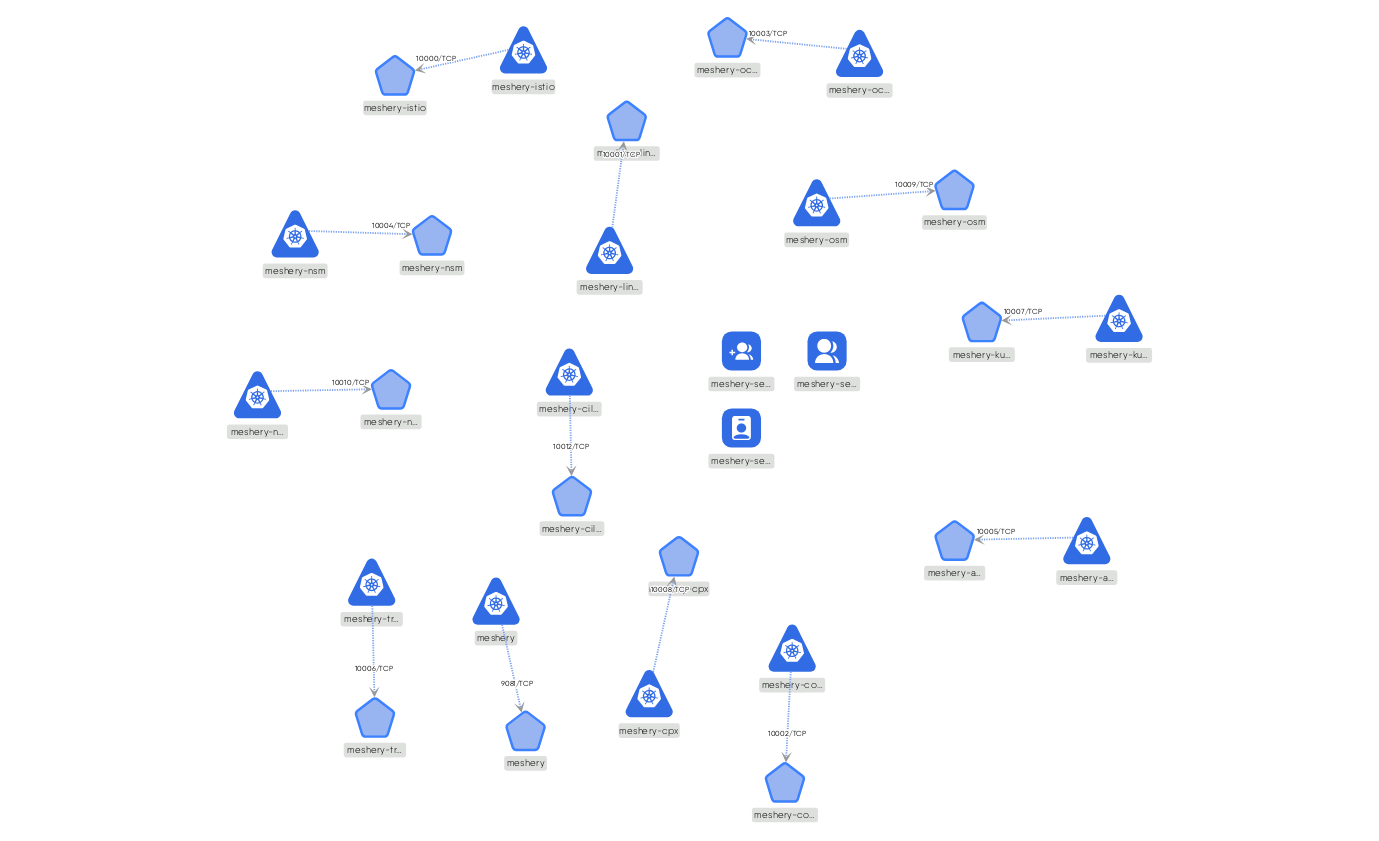 10003/TCP
10000/TCP
meshery-oc...
meshery-istio
meshery-oc...
meshery-istio
10001/TCP
lin...
10009/TCP
meshery-osm
10004/TCP
meshery-osm
meshery-nsm
meshery-nsm
meshery-lin...
10007/TCP
meshery-ku...
meshery-ku...
10010/TCP
meshery-se...
meshery-se...
meshery-cil...
meshery-n...
meshery-n...
10012/TCP
meshery-se...
meshery-cil...
10005/TCP
meshery-a...
meshery-a...
10008/TCP
cpx
meshery-tr...
meshery
10006/TCP
9081/TCP
meshery-co...
meshery-cpx
10002/TCP
meshery-tr...
meshery
meshery-co...